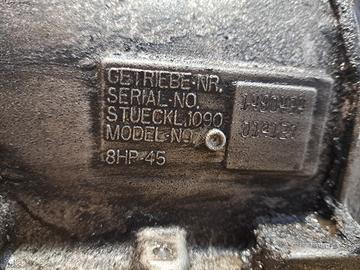 GETRIEBE-NR.
SERIAL-NO.
STUECKL.1090
MODEL-NO.
8HP-45